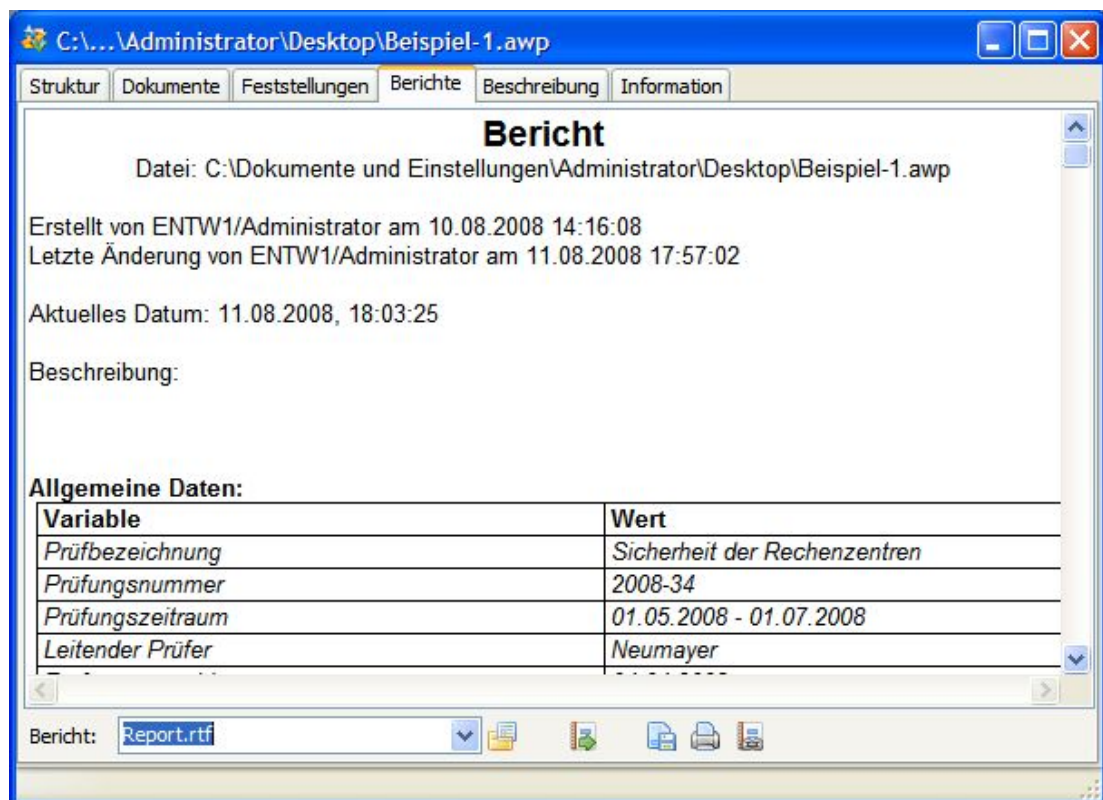 C:\...\Administrator\Desktop\Beispiel-1.awp
Struktur Dokumente Feststellungen Berichte Beschreibung Information
Bericht
Datei: C:\Dokumente und Einstellungen\Administrator\Desktop\Beispiel-1.awp
Erstellt von ENTW1/Administrator am 10.08.2008 14:16:08
Letzte Änderung von ENTW1/Administrator am 11.08.2008 17:57:02
Aktuelles Datum: 11.08.2008, 18:03:25
Beschreibung:
Allgemeine Daten:
Variable Wert
Prüfbezeichnung Sicherheit der Rechenzentren
Prüfungsnummer 2008-34
Prüfungszeitraum 01.05.2008 - 01.07.2008
Leitender Prüfer Neumayer
Bericht: Report.rtf